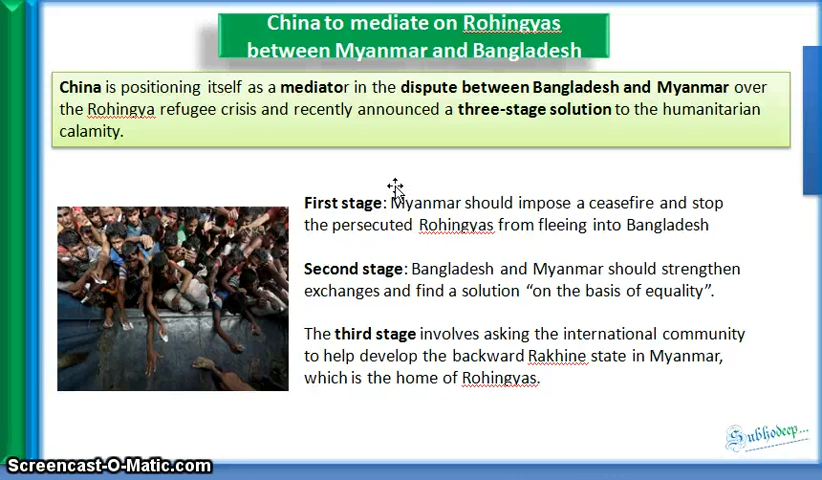 China to mediate on Rohingyas
between Myanmar and Bangladesh
China is positioning itself as a mediator in the dispute between Bangladesh and Myanmar over
the Rohingya refugee crisis and recently announced a three-stage solution to the humanitarian
calamity.
First stage: Myanmar should impose a ceasefire and stop
the persecuted Rohingyas from fleeing into Bangladesh
Second stage: Bangladesh and Myanmar should strengthen
exchanges and find a solution “on the basis of equality”.
The third stage involves asking the international community
to help develop the backward Rakhine state in Myanmar,
which is the home of Rohingyas.
Subhodeep...
Screencast-O-Matic.com